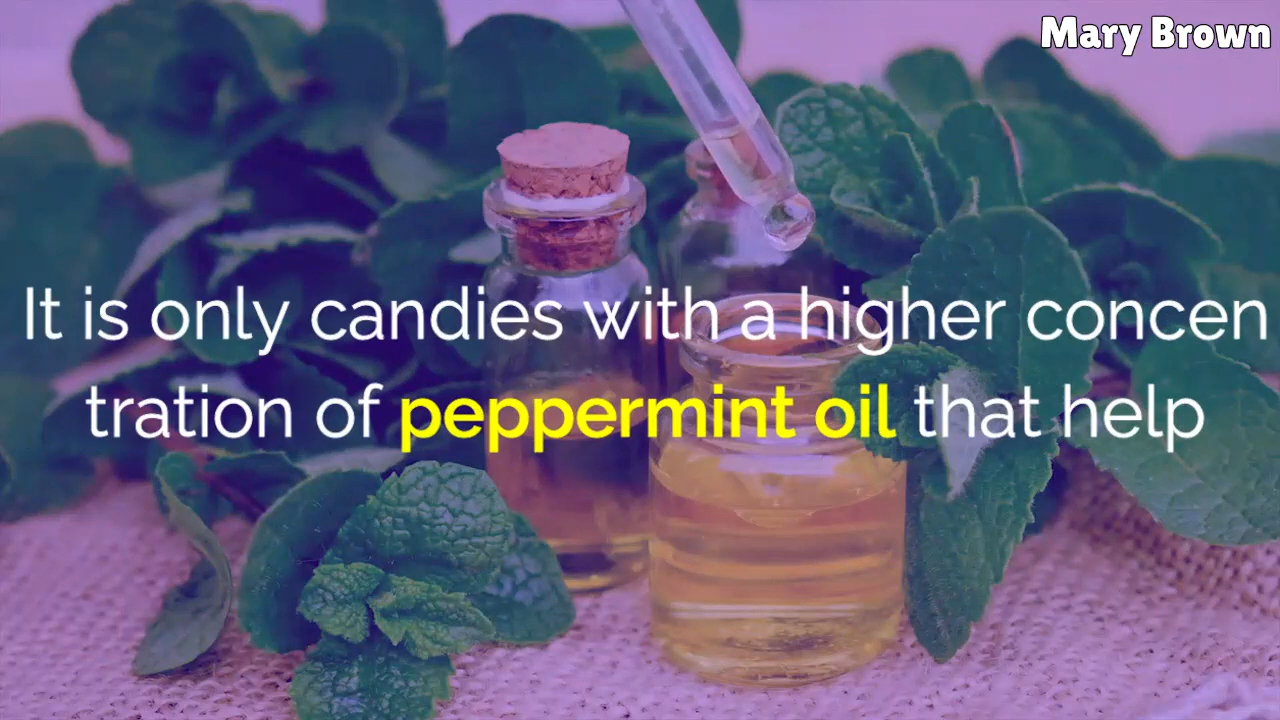 Mary Brown
It is only candies with a higher concen
tration of peppermint oil that help